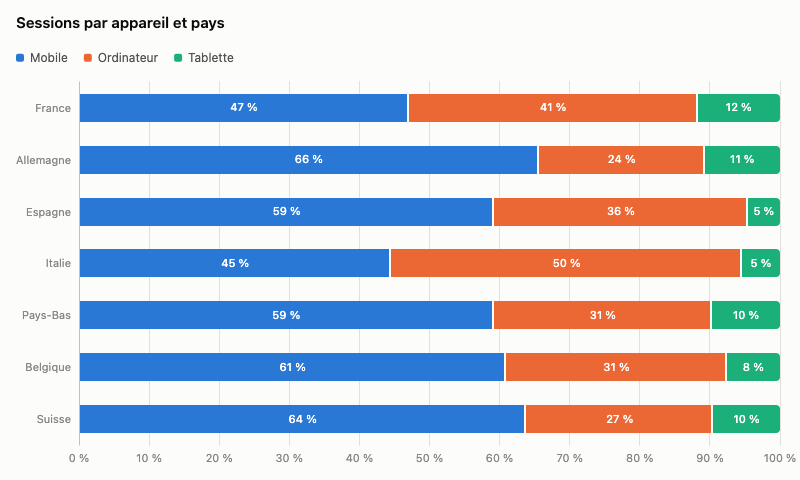 Sessions par appareil et pays
Mobile Ordinateur Tablette
France 47 % 41 % 12 %
Allemagne 66 % 24 % 11 %
Espagne 59 % 36 % 5 %
Italie 45 % 50 % 5 %
Pays-Bas 59 % 31 % 10 %
Belgique 61 % 31 % 8 %
Suisse 64 % 27 % 10 %
0 % 10 % 20 % 30 % 40 % 50 % 60 % 70 % 80 % 90 % 100 %